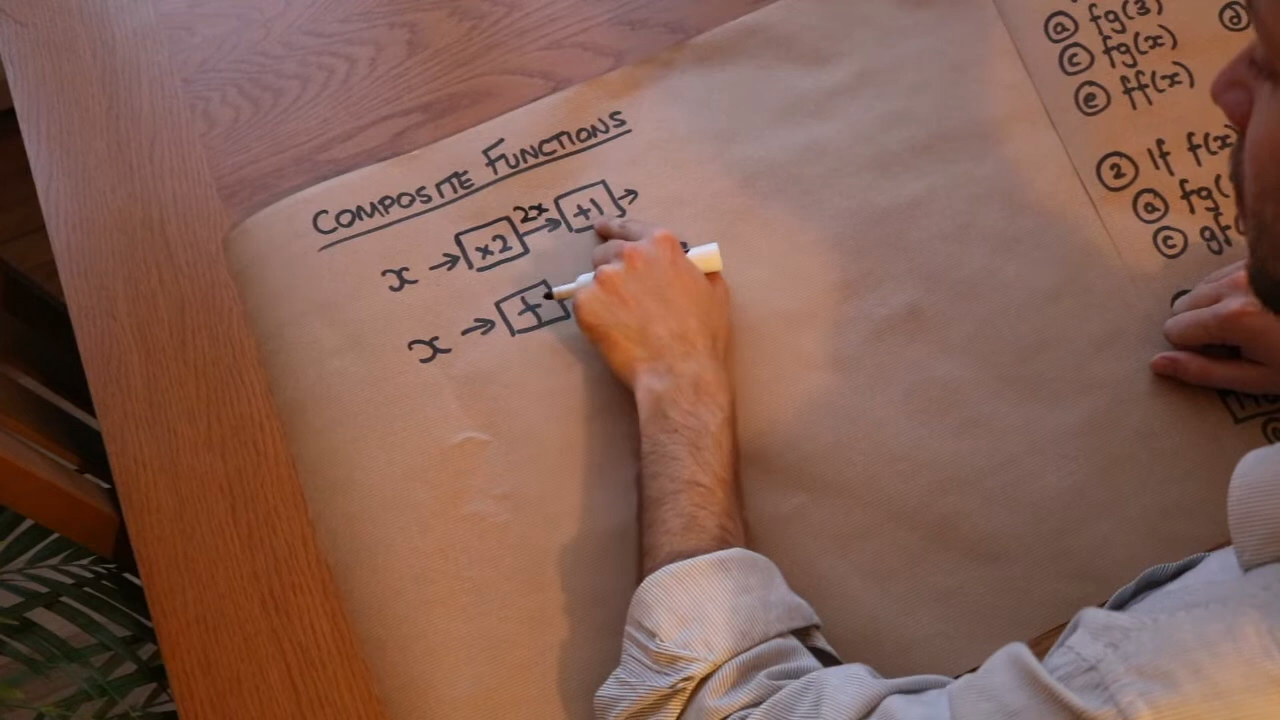 COMPOSITE FUNCTIONS
x → ×2 2x → +1 →
x → f
a fg(3)
c fg(x)
e ff(x)
d
2 If f(x)
a fg(
c gf(